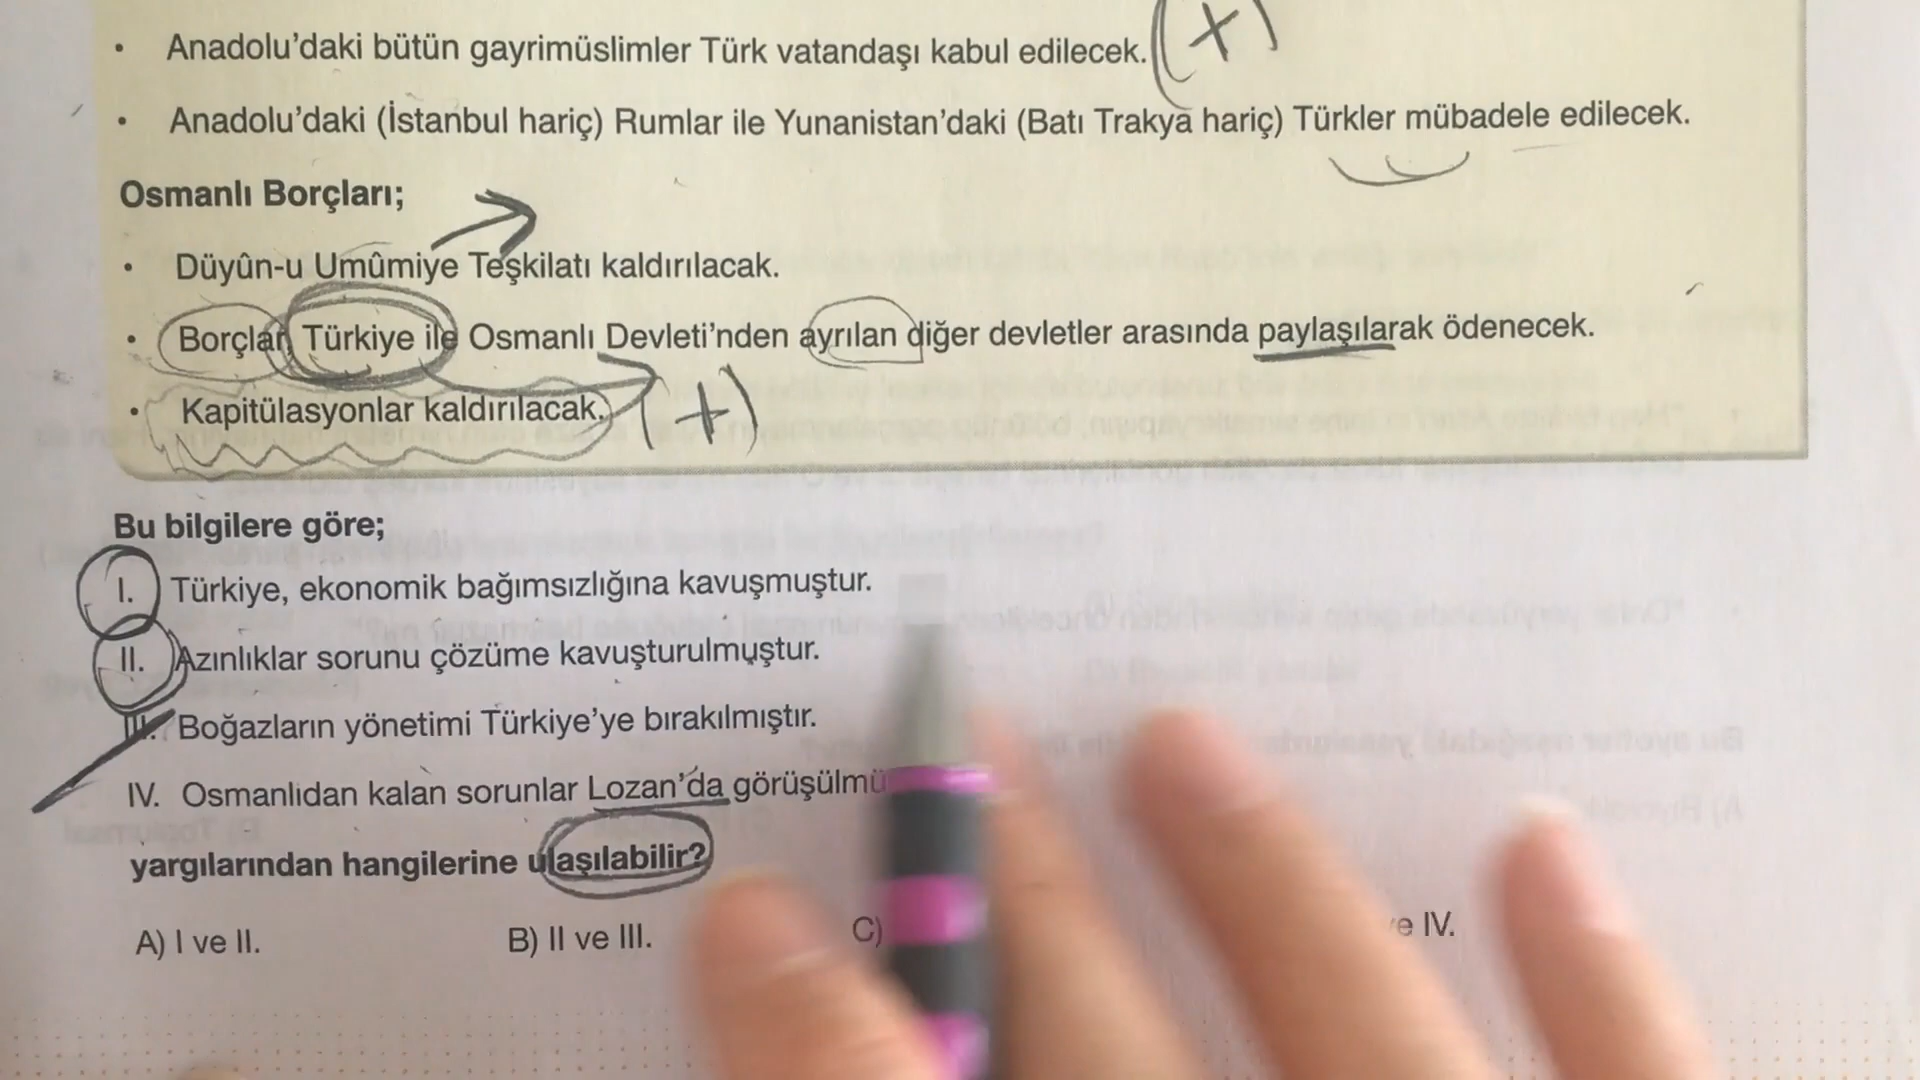 • Anadolu'daki bütün gayrimüslimler Türk vatandaşı kabul edilecek. (+)
• Anadolu'daki (İstanbul hariç) Rumlar ile Yunanistan'daki (Batı Trakya hariç) Türkler mübadele edilecek.
Osmanlı Borçları;
• Düyûn-u Umûmiye Teşkilatı kaldırılacak.
• Borçlar Türkiye ile Osmanlı Devleti'nden ayrılan diğer devletler arasında paylaşılarak ödenecek.
• Kapitülasyonlar kaldırılacak. (+)
Bu bilgilere göre;
I. Türkiye, ekonomik bağımsızlığına kavuşmuştur.
II. Azınlıklar sorunu çözüme kavuşturulmuştur.
III. Boğazların yönetimi Türkiye'ye bırakılmıştır.
IV. Osmanlıdan kalan sorunlar Lozan'da görüşülmü
yargılarından hangilerine ulaşılabilir?
A) I ve II. B) II ve III. C) e IV.